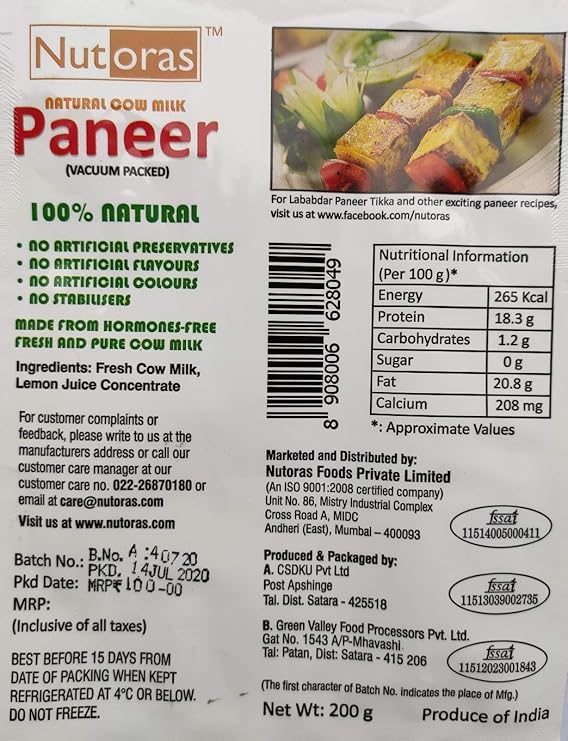 Nutoras™
NATURAL COW MILK
Paneer
(VACUUM PACKED)
100% NATURAL
• NO ARTIFICIAL PRESERVATIVES
• NO ARTIFICIAL FLAVOURS
• NO ARTIFICIAL COLOURS
• NO STABILISERS
MADE FROM HORMONES-FREE
FRESH AND PURE COW MILK
Ingredients: Fresh Cow Milk,
Lemon Juice Concentrate
For customer complaints or
feedback, please write to us at the
manufacturers address or call our
customer care manager at our
customer care no. 022-26870180 or
email at care@nutoras.com
Visit us at www.nutoras.com
Batch No.: B.No. A :40720
Pkd Date: PKD. 14JUL 2020
MRP₹100-00
MRP:
(Inclusive of all taxes)
BEST BEFORE 15 DAYS FROM
DATE OF PACKING WHEN KEPT
REFRIGERATED AT 4°C OR BELOW.
DO NOT FREEZE.
For Lababdar Paneer Tikka and other exciting paneer recipes,
visit us at www.facebook.com/nutoras
8 908006 628049
Nutritional Information
(Per 100 g)*
Energy 265 Kcal
Protein 18.3 g
Carbohydrates 1.2 g
Sugar 0 g
Fat 20.8 g
Calcium 208 mg
*: Approximate Values
Marketed and Distributed by:
Nutoras Foods Private Limited
(An ISO 9001:2008 certified company)
Unit No. 86, Mistry Industrial Complex
Cross Road A, MIDC
Andheri (East), Mumbai – 400093
fssai
11514005000411
Produced & Packaged by:
A. CSDKU Pvt Ltd
Post Apshinge
Tal. Dist. Satara - 425518
fssai
11513039002735
B. Green Valley Food Processors Pvt. Ltd.
Gat No. 1543 A/P-Mhavashi
Tal: Patan, Dist: Satara - 415 206
fssai
11512023001843
(The first character of Batch No. indicates the place of Mfg.)
Net Wt: 200 g
Produce of India